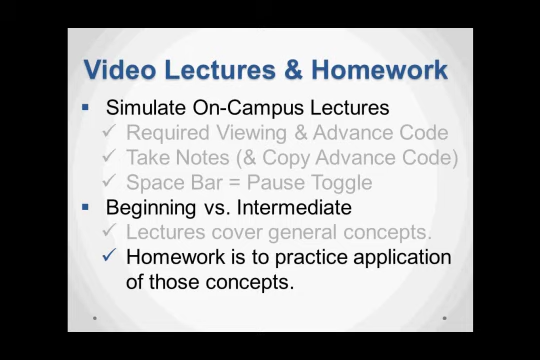 Video Lectures & Homework
▪ Simulate On-Campus Lectures
✓ Required Viewing & Advance Code
✓ Take Notes (& Copy Advance Code)
✓ Space Bar = Pause Toggle
▪ Beginning vs. Intermediate
✓ Lectures cover general concepts.
✓ Homework is to practice application
of those concepts.